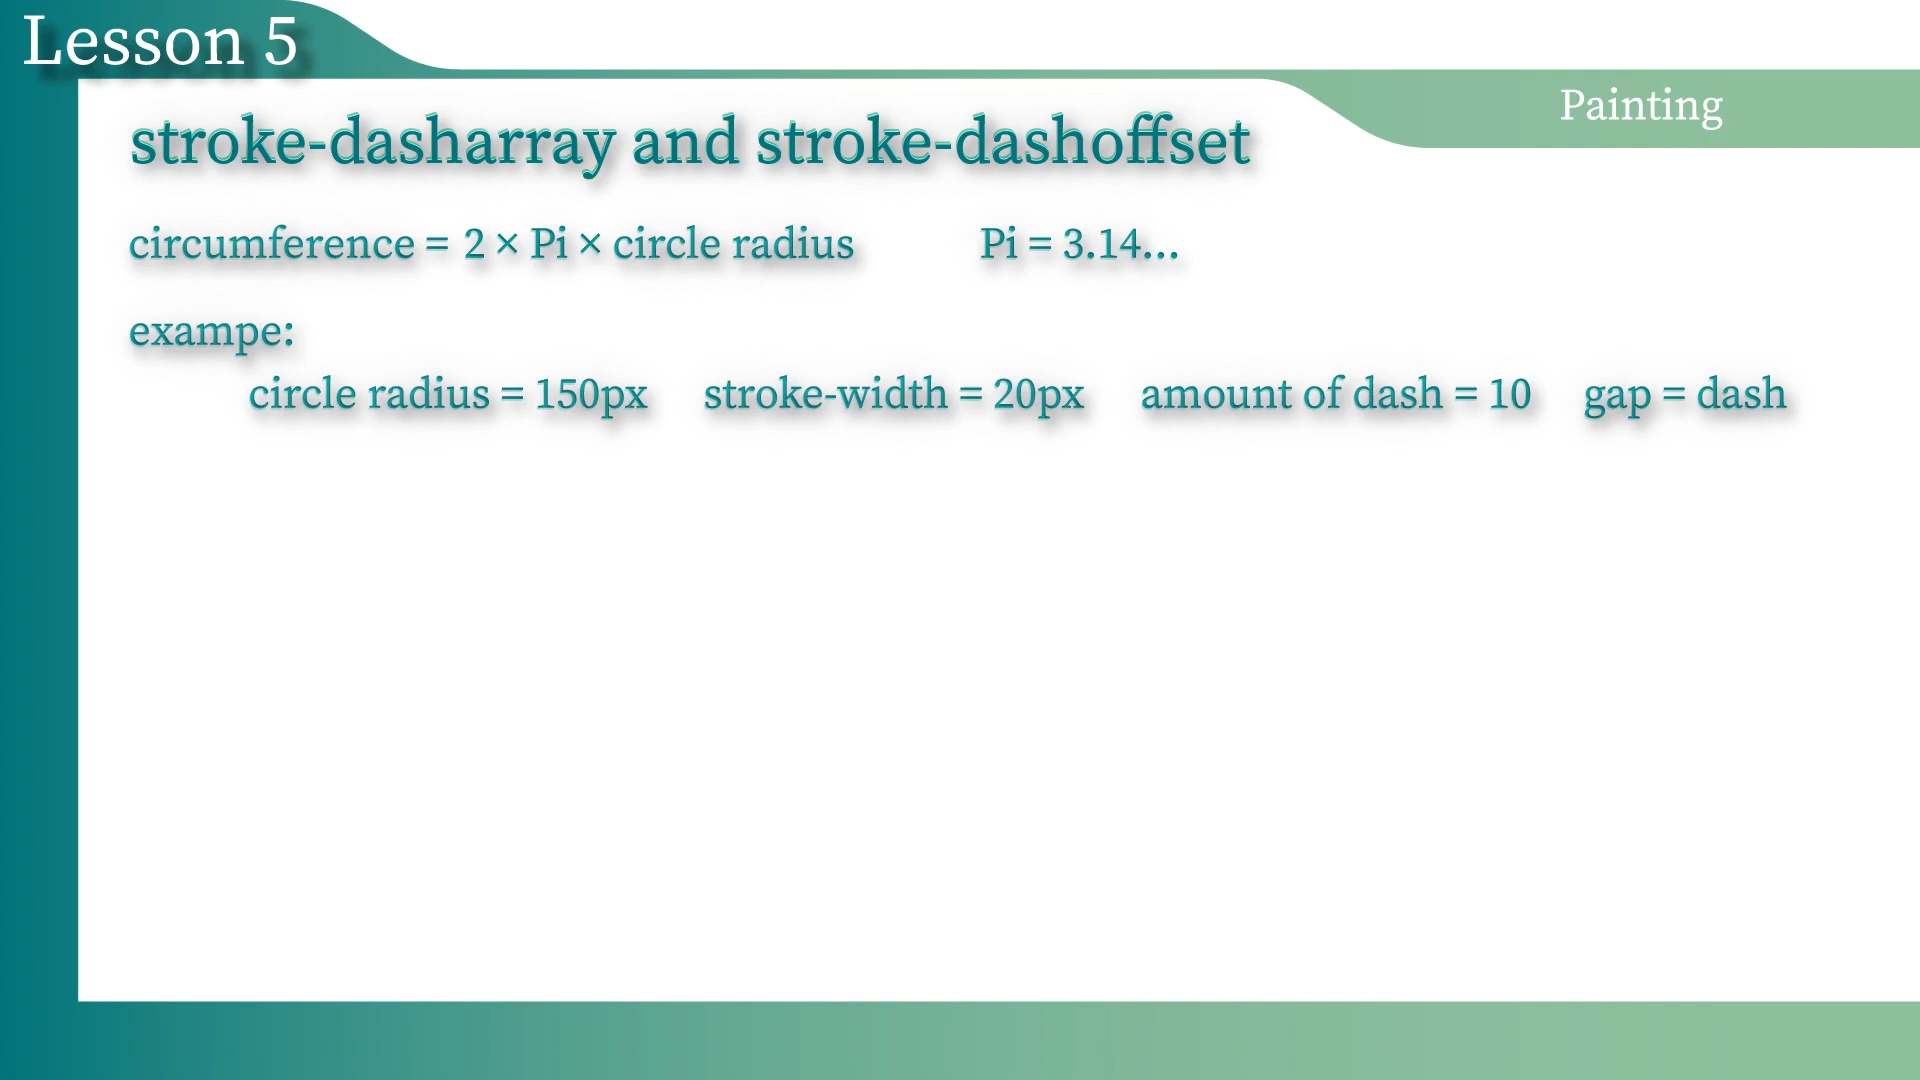 Lesson 5
Painting
stroke-dasharray and stroke-dashoffset
circumference = 2 × Pi × circle radius Pi = 3.14...
exampe:
circle radius = 150px stroke-width = 20px amount of dash = 10 gap = dash